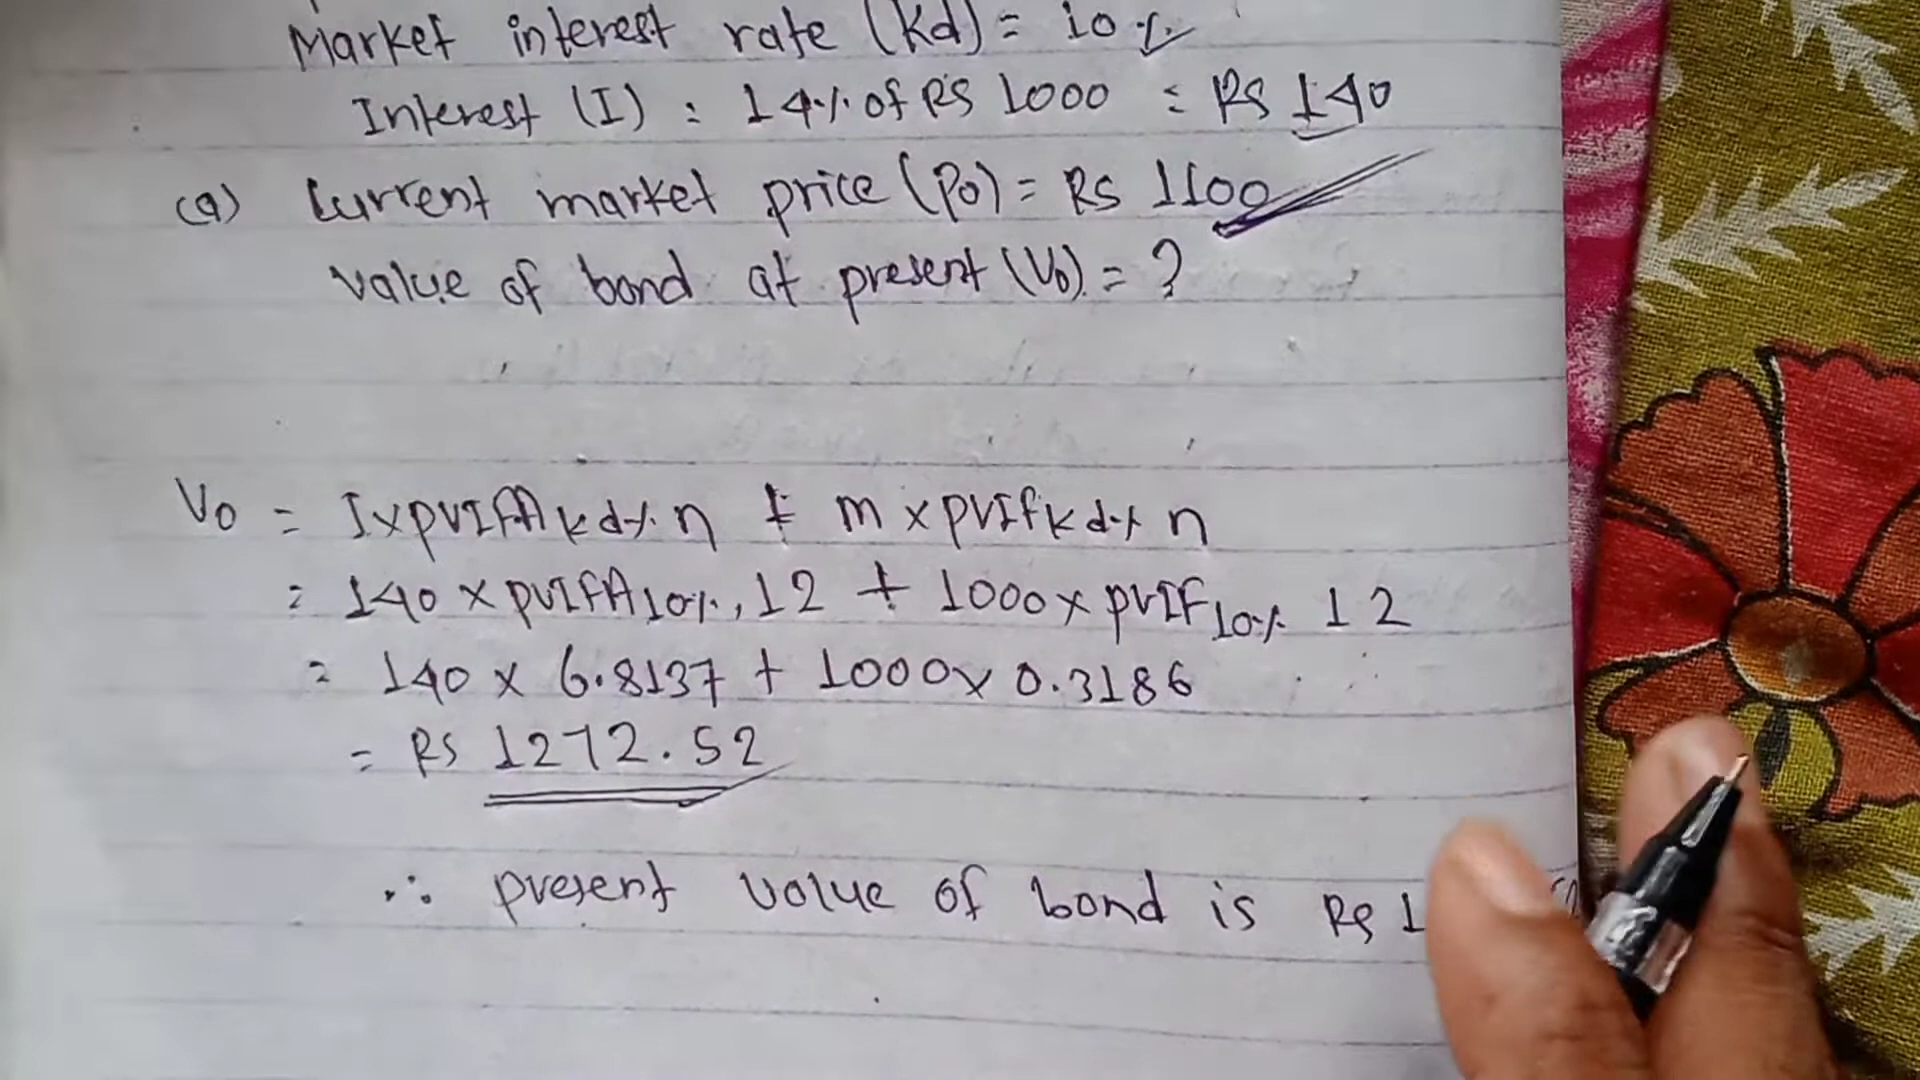 Market interest rate (Kd) = 10%
Interest (I) : 14% of RS 1000 = RS 140
(a) Current market price (P0) = RS 1100
Value of bond at present (V0) = ?
V0 = I x PVIFA kd% n + m x PVIF kd% n
= 140 x PVIFA 10%, 12 + 1000 x PVIF 10% 12
= 140 x 6.8137 + 1000 x 0.3186
= RS 1272.52
∴ present value of bond is RS 1